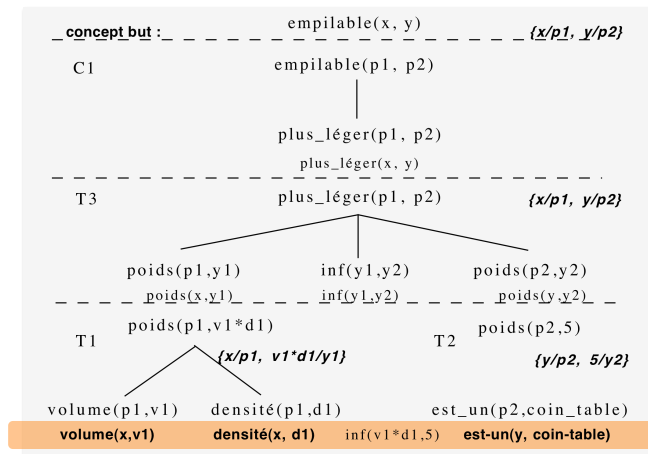 concept but : empilable(x, y) {x/p1, y/p2}
C1 empilable(p1, p2)
plus_léger(p1, p2)
plus_léger(x, y)
T3 plus_léger(p1, p2) {x/p1, y/p2}
poids(p1,y1) inf(y1,y2) poids(p2,y2)
poids(x,y1) inf(y1,y2) poids(y,y2)
T1 poids(p1,v1*d1) T2 poids(p2,5)
{x/p1, v1*d1/y1} {y/p2, 5/y2}
volume(p1,v1) densité(p1,d1) est_un(p2,coin_table)
volume(x,v1) densité(x, d1) inf(v1*d1,5) est-un(y, coin-table)